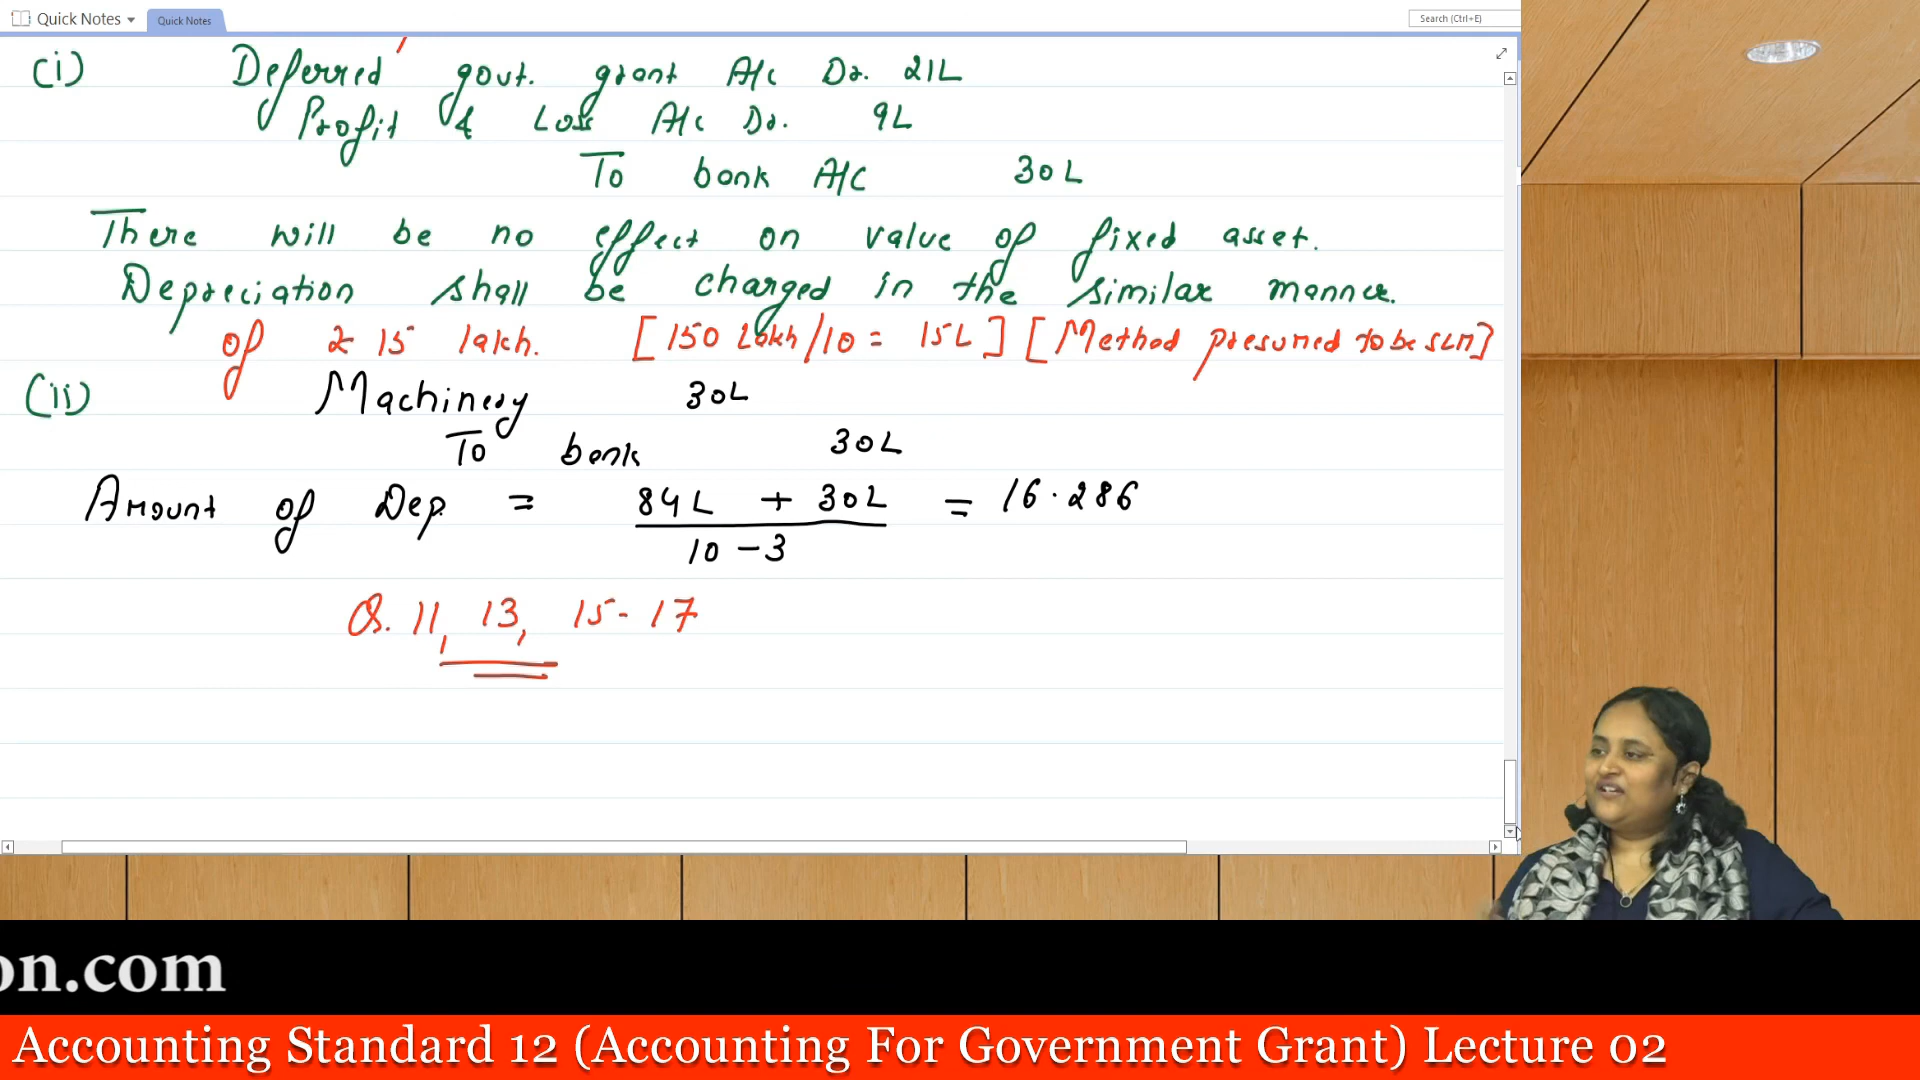 Quick Notes
Quick Notes
Search (Ctrl+E)
(i) Deferred govt. grant A/c Dr. 21L
Profit & Loss A/c Dr. 9L
To bank A/C 30L
There will be no effect on value of fixed asset.
Depreciation shall be charged in the similar manner.
of ₹ 15 lakh. [150 lakh/10 = 15L] [Method presumed to be SLM]
(ii) Machinery 30L
To bank 30L
Amount of Dep. = 84L + 30L = 16.286
10 - 3
Q. 11, 13, 15-17
on.com
Accounting Standard 12 (Accounting For Government Grant) Lecture 02